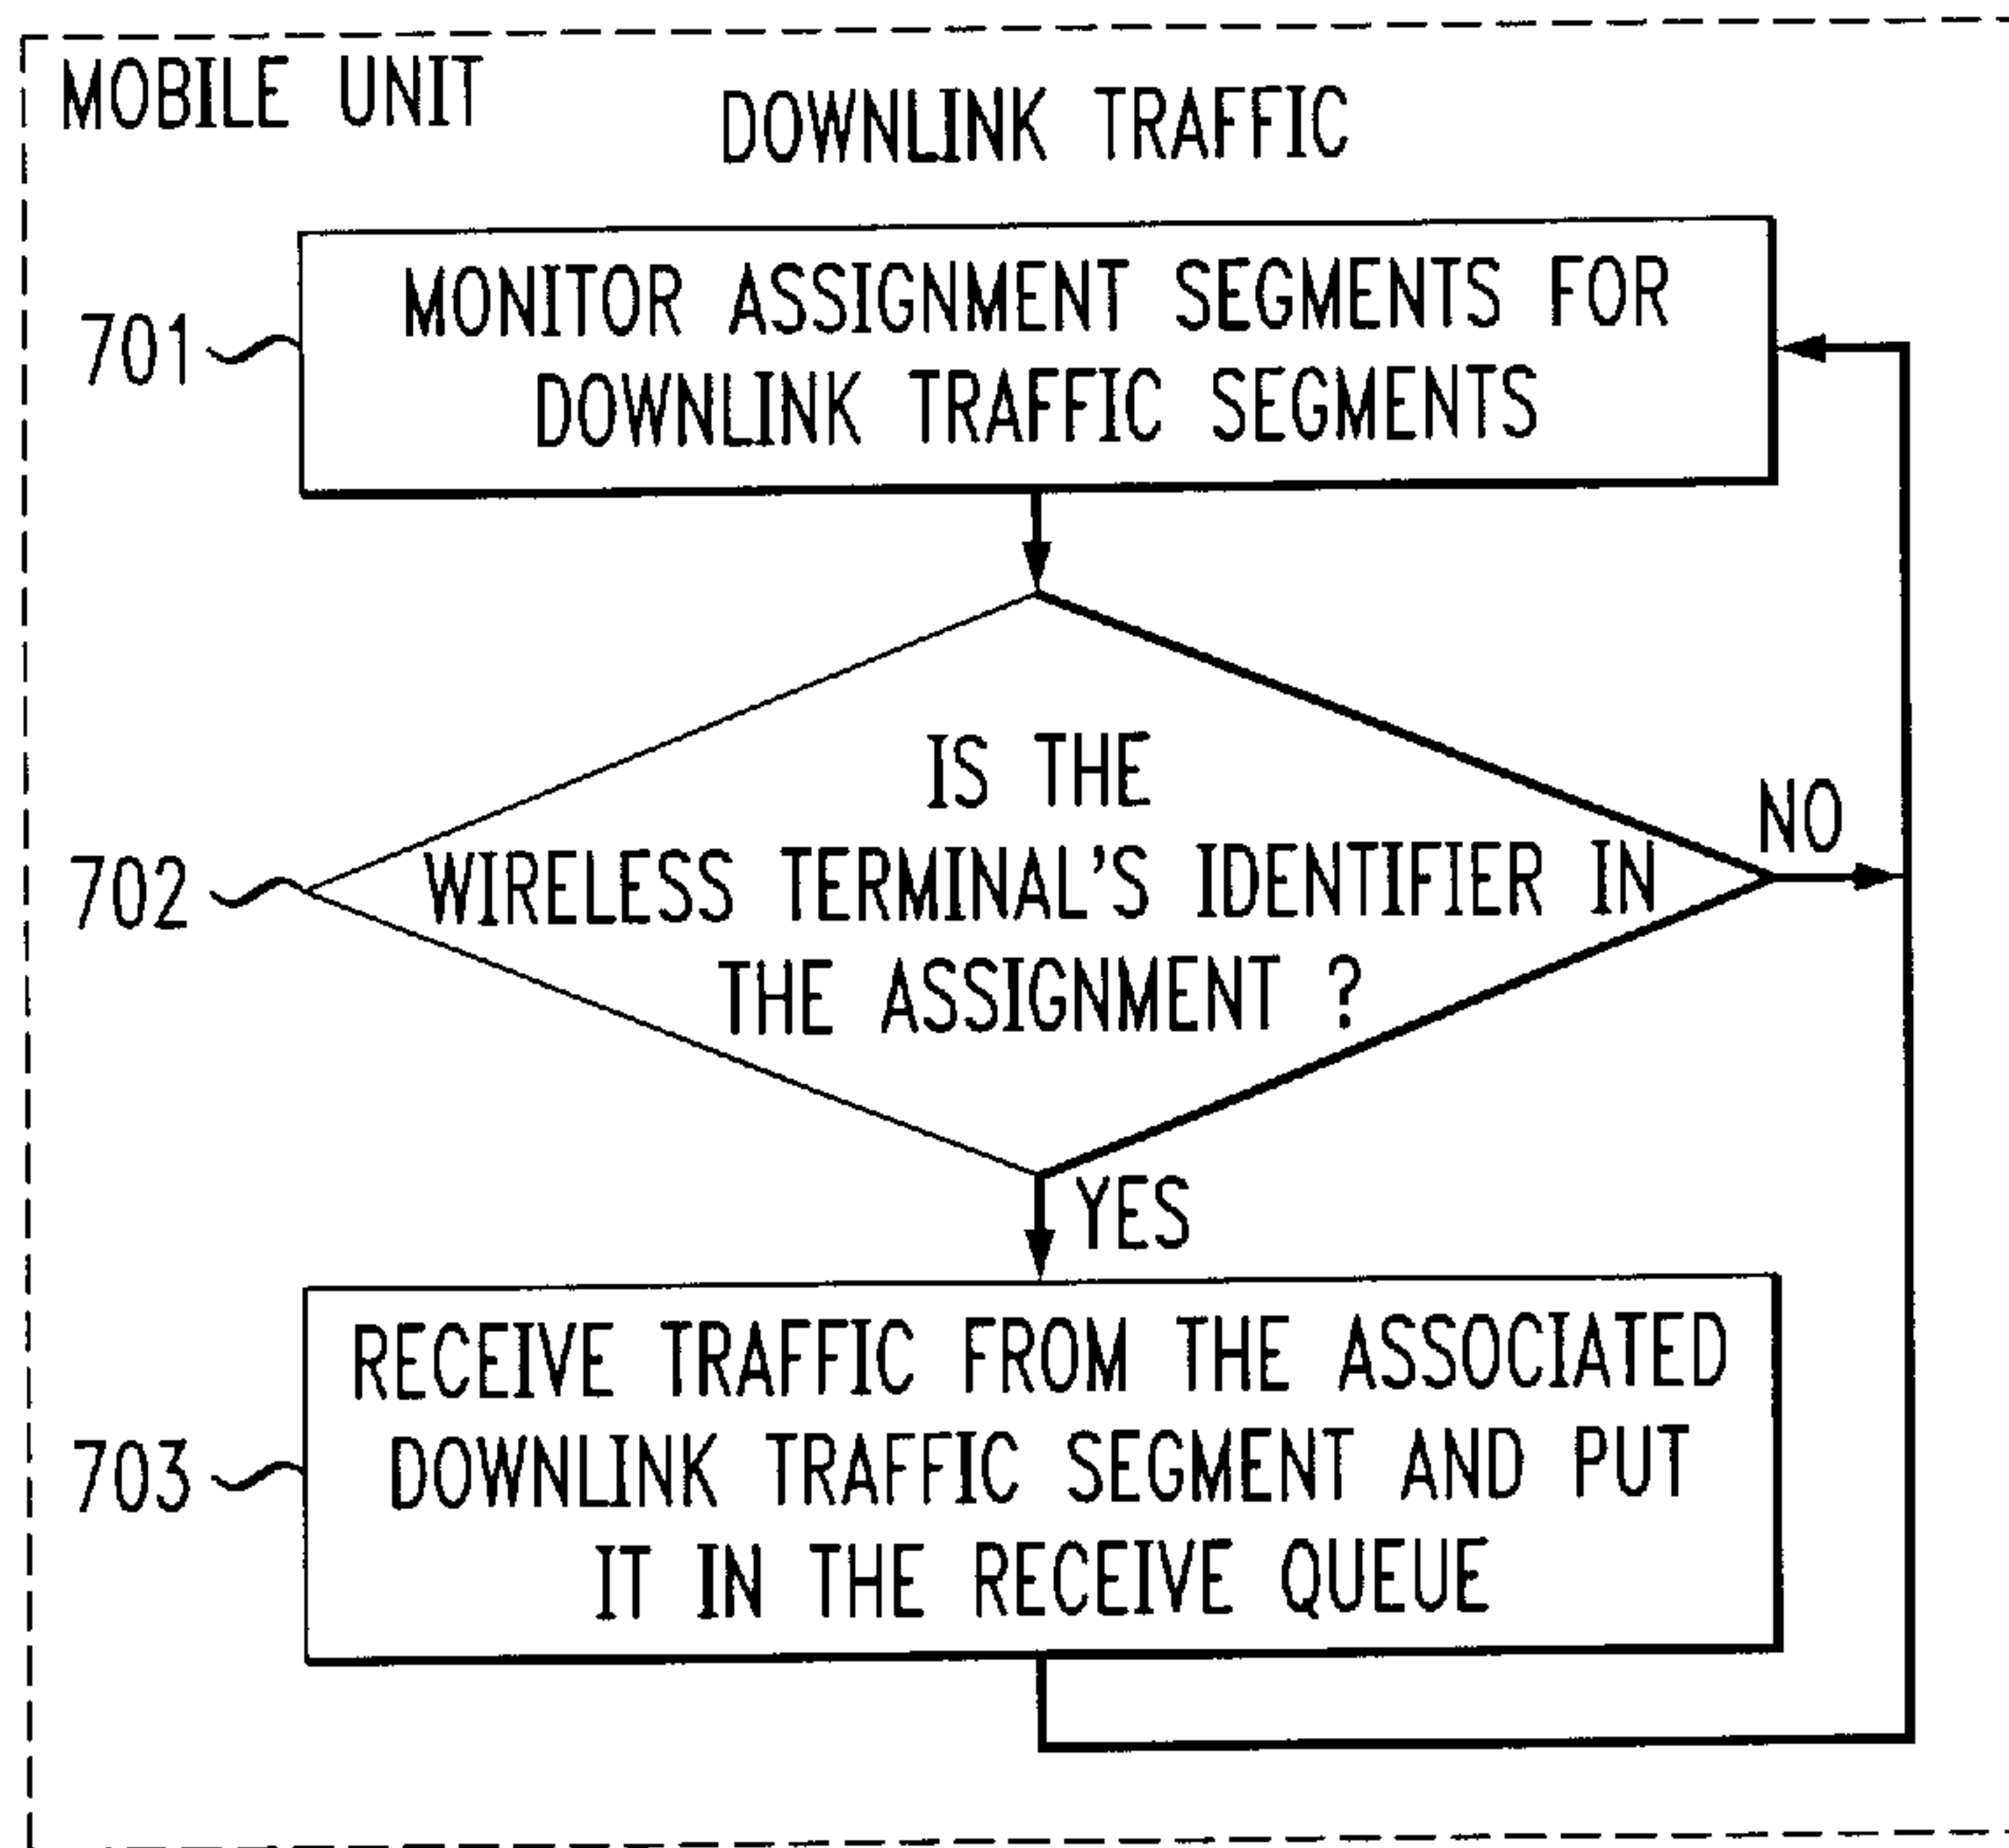 MOBILE UNIT
DOWNLINK TRAFFIC
701
MONITOR ASSIGNMENT SEGMENTS FOR
DOWNLINK TRAFFIC SEGMENTS
702
IS THE
WIRELESS TERMINAL'S IDENTIFIER IN
THE ASSIGNMENT ?
NO
YES
703
RECEIVE TRAFFIC FROM THE ASSOCIATED
DOWNLINK TRAFFIC SEGMENT AND PUT
IT IN THE RECEIVE QUEUE